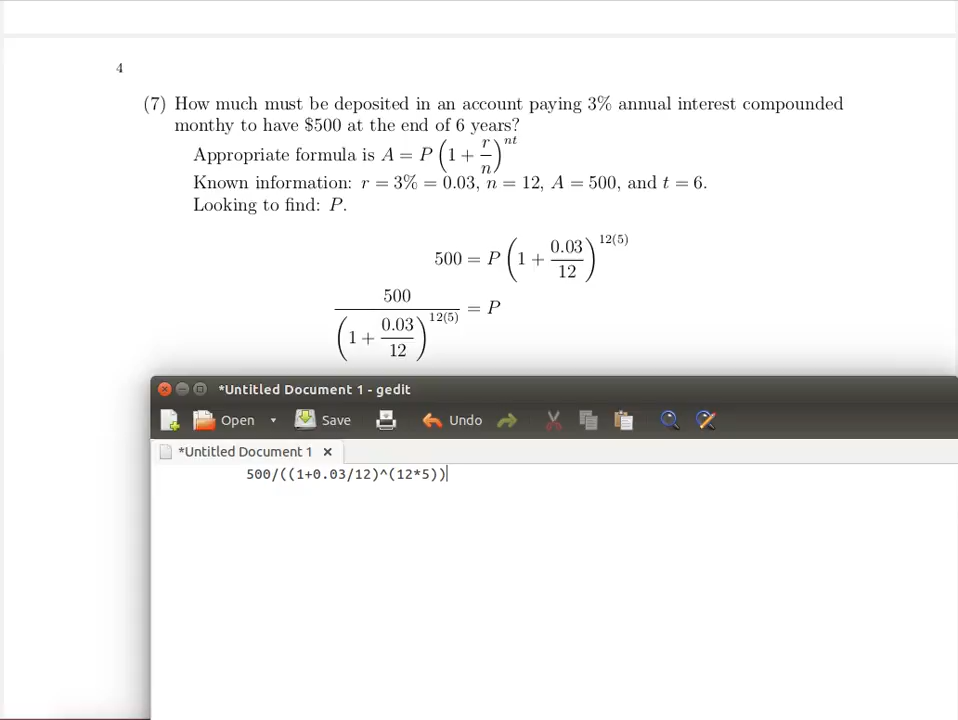 4
(7) How much must be deposited in an account paying 3% annual interest compounded
monthy to have $500 at the end of 6 years?
Appropriate formula is A = P(1 + r/n)^nt
Known information: r = 3% = 0.03, n = 12, A = 500, and t = 6.
Looking to find: P.
500 = P(1 + 0.03/12)^12(5)
500/(1 + 0.03/12)^12(5) = P
*Untitled Document 1 - gedit
Open Save Undo
*Untitled Document 1 ×
500/((1+0.03/12)^(12*5))